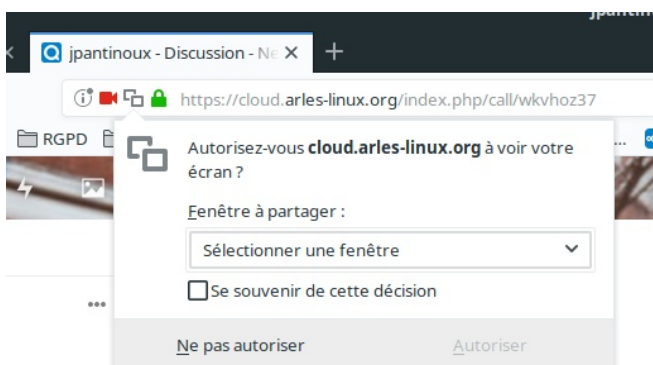 jpantinoux - Discussion - Ne
https://cloud.arles-linux.org/index.php/call/wkvhoz37
RGPD
Autorisez-vous cloud.arles-linux.org à voir votre
écran ?
Fenêtre à partager :
Sélectionner une fenêtre
Se souvenir de cette décision
Ne pas autoriser Autoriser